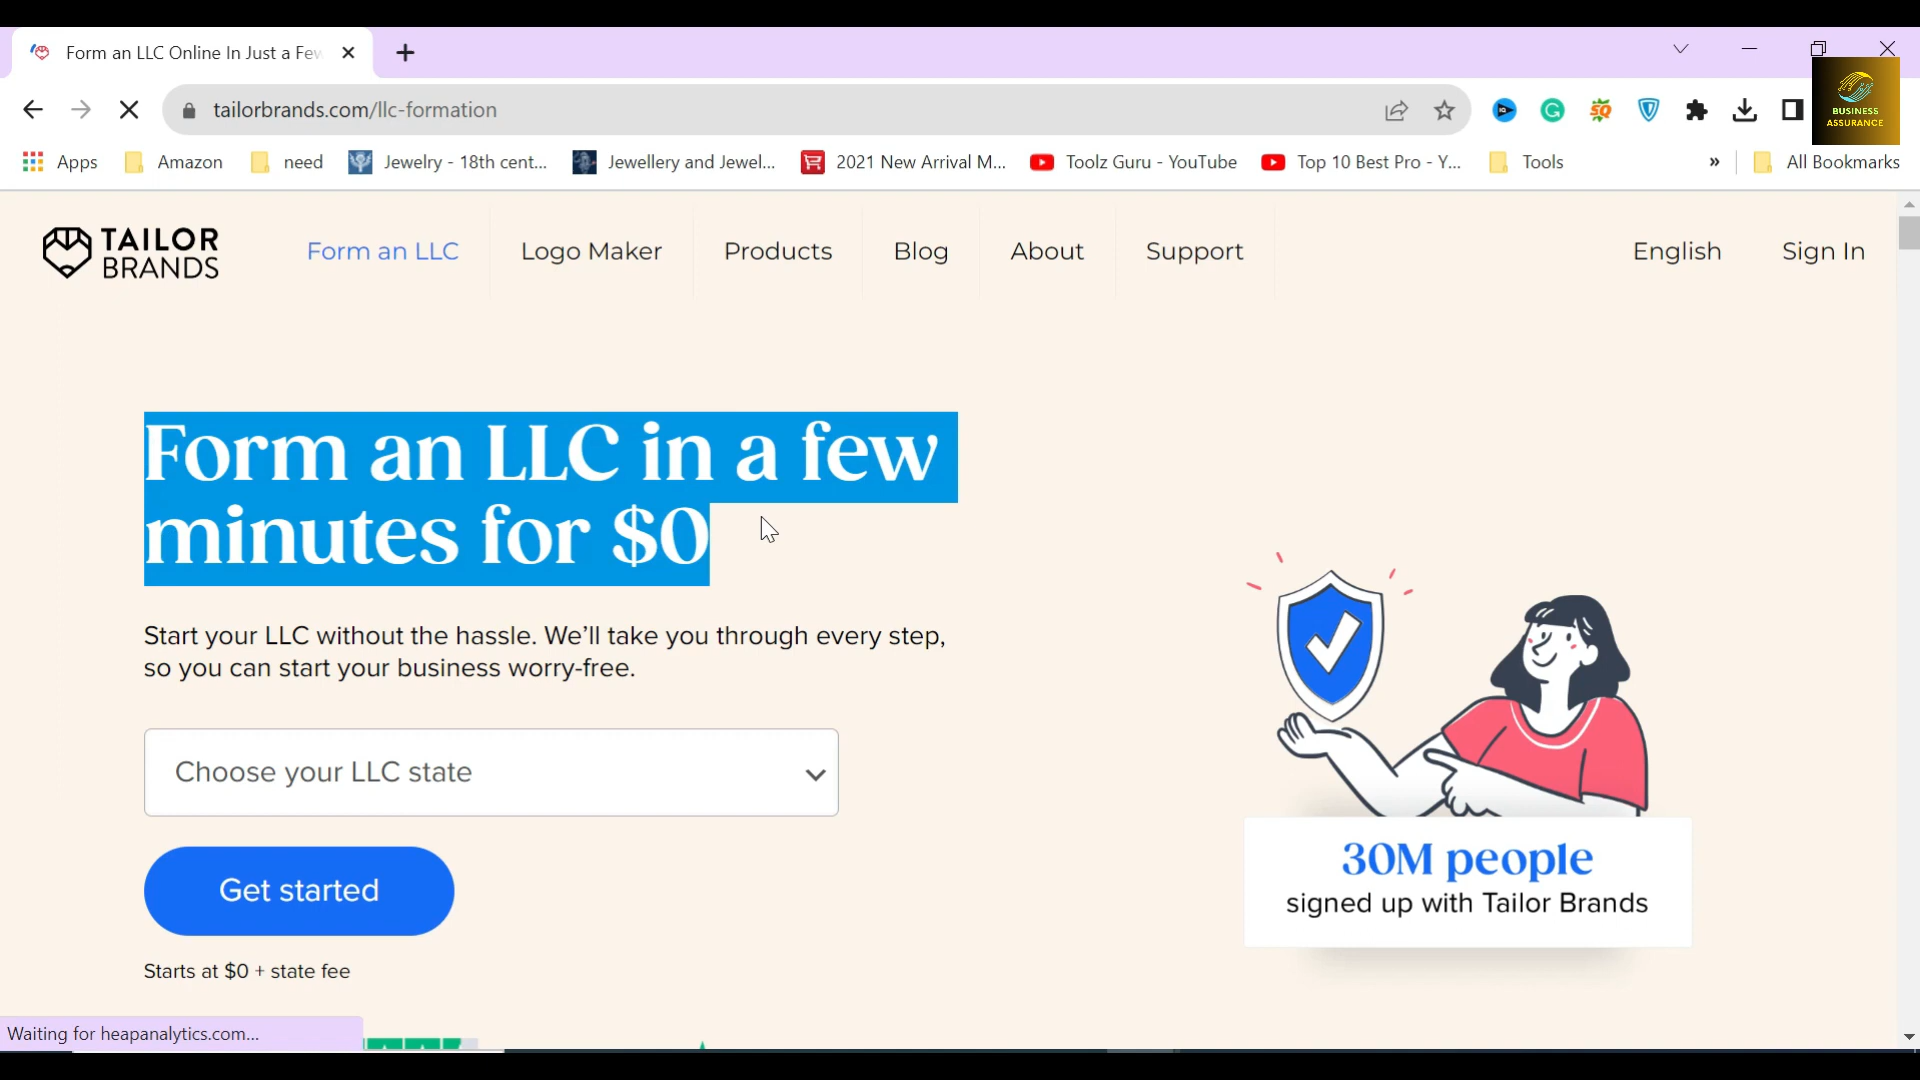 Form an LLC Online In Just a Few
tailorbrands.com/llc-formation
BUSINESS
ASSURANCE
Apps
Amazon
need
Jewelry - 18th cent...
Jewellery and Jewel...
2021 New Arrival M...
Toolz Guru - YouTube
Top 10 Best Pro - Y...
Tools
»
All Bookmarks
TAILOR
BRANDS
Form an LLC
Logo Maker
Products
Blog
About
Support
English
Sign In
Form an LLC in a few
minutes for $0
Start your LLC without the hassle. We'll take you through every step,
so you can start your business worry-free.
Choose your LLC state
Get started
Starts at $0 + state fee
30M people
signed up with Tailor Brands
Waiting for heapanalytics.com...